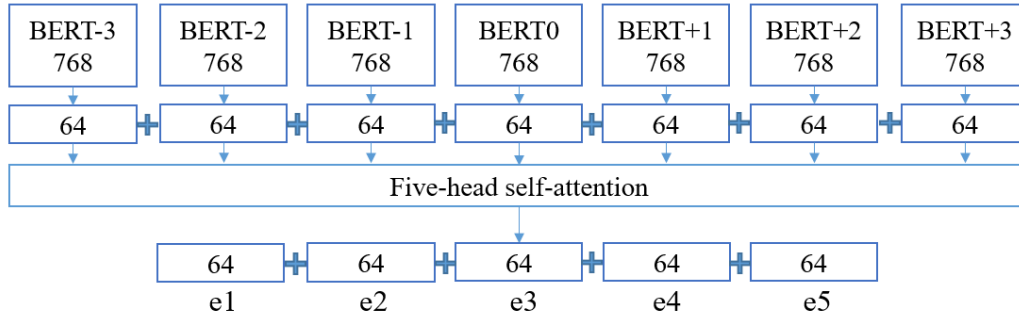 BERT-3 BERT-2 BERT-1 BERT0 BERT+1 BERT+2 BERT+3
768 768 768 768 768 768 768
64 + 64 + 64 + 64 + 64 + 64 + 64
Five-head self-attention
64 + 64 + 64 + 64 + 64
e1 e2 e3 e4 e5